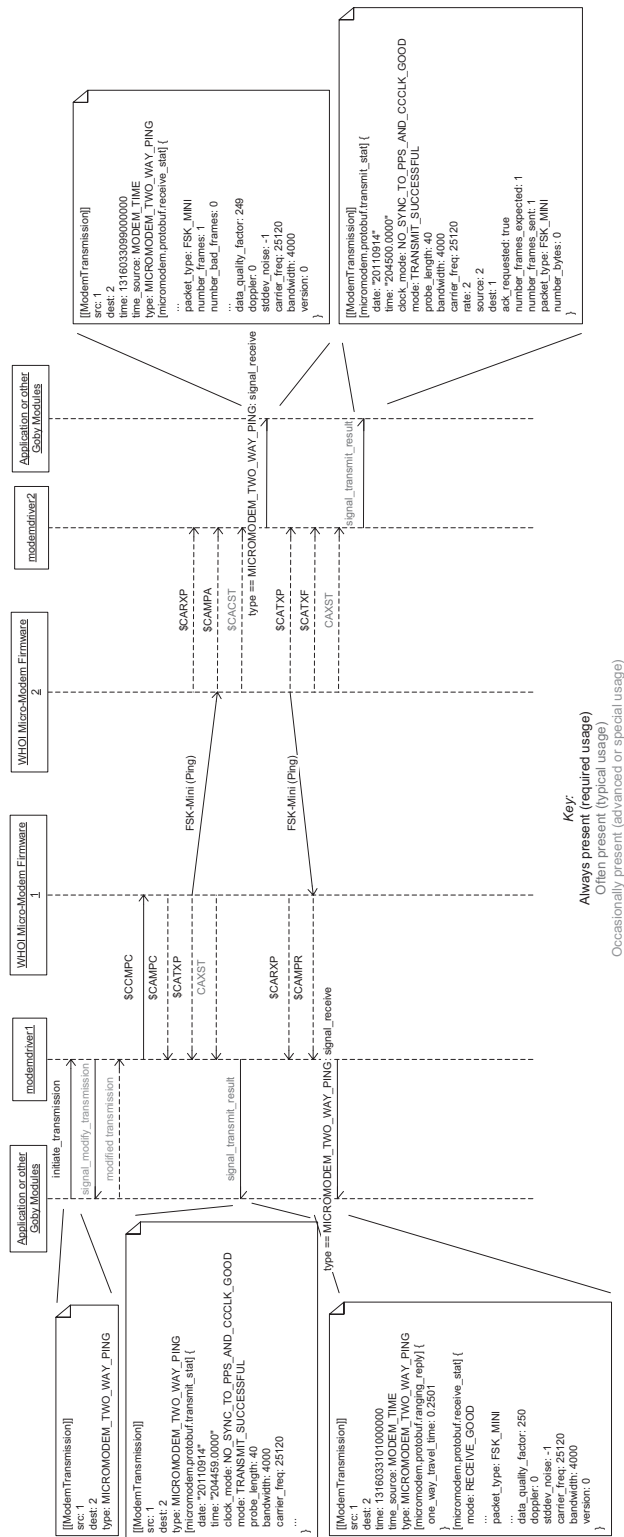 Application or other
Goby Modules
modemdriver1
WHOI Micro-Modem Firmware
1
WHOI Micro-Modem Firmware
2
modemdriver2
Application or other
Goby Modules
initiate_transmission
signal_modify_transmission
modified transmission
$CCMPC
$CAMPC
$CATXP
CAXST
FSK-Mini (Ping)
$CARXP
$CAMPA
$CACST
type == MICROMODEM_TWO_WAY_PING: signal_receive
signal_transmit_result
$CATXP
$CATXF
CAXST
signal_transmit_result
FSK-Mini (Ping)
$CARXP
$CAMPR
type == MICROMODEM_TWO_WAY_PING: signal_receive
[[ModemTransmission]]
src: 1
dest: 2
type: MICROMODEM_TWO_WAY_PING
[[ModemTransmission]]
src: 1
dest: 2
type: MICROMODEM_TWO_WAY_PING
[micromodem.protobuf.transmit_stat] {
date: "20110914"
time: "204459.0000"
clock_mode: NO_SYNC_TO_PPS_AND_CCCLK_GOOD
mode: TRANSMIT_SUCCESSFUL
probe_length: 40
bandwidth: 4000
carrier_freq: 25120
...
}
[[ModemTransmission]]
src: 1
dest: 2
time: 1316033101000000
time_source: MODEM_TIME
type: MICROMODEM_TWO_WAY_PING
[micromodem.protobuf.ranging_reply] {
one_way_travel_time: 0.2501
}
[micromodem.protobuf.receive_stat] {
mode: RECEIVE_GOOD
...
packet_type: FSK_MINI
...
data_quality_factor: 250
doppler: 0
stddev_noise: -1
carrier_freq: 25120
bandwidth: 4000
version: 0
}
[[ModemTransmission]]
src: 1
dest: 2
time: 1316033099000000
time_source: MODEM_TIME
type: MICROMODEM_TWO_WAY_PING
[micromodem.protobuf.receive_stat] {
...
packet_type: FSK_MINI
number_frames: 1
number_bad_frames: 0
...
data_quality_factor: 249
doppler: 0
stddev_noise: -1
carrier_freq: 25120
bandwidth: 4000
version: 0
}
[[ModemTransmission]]
[micromodem.protobuf.transmit_stat] {
date: "20110914"
time: "204500.0000"
clock_mode: NO_SYNC_TO_PPS_AND_CCCLK_GOOD
mode: TRANSMIT_SUCCESSFUL
probe_length: 40
bandwidth: 4000
carrier_freq: 25120
rate: 2
source: 2
dest: 1
ack_requested: true
number_frames_expected: 1
number_frames_sent: 1
packet_type: FSK_MINI
number_bytes: 0
}
Key:
Always present (required usage)
Often present (typical usage)
Occasionally present (advanced or special usage)